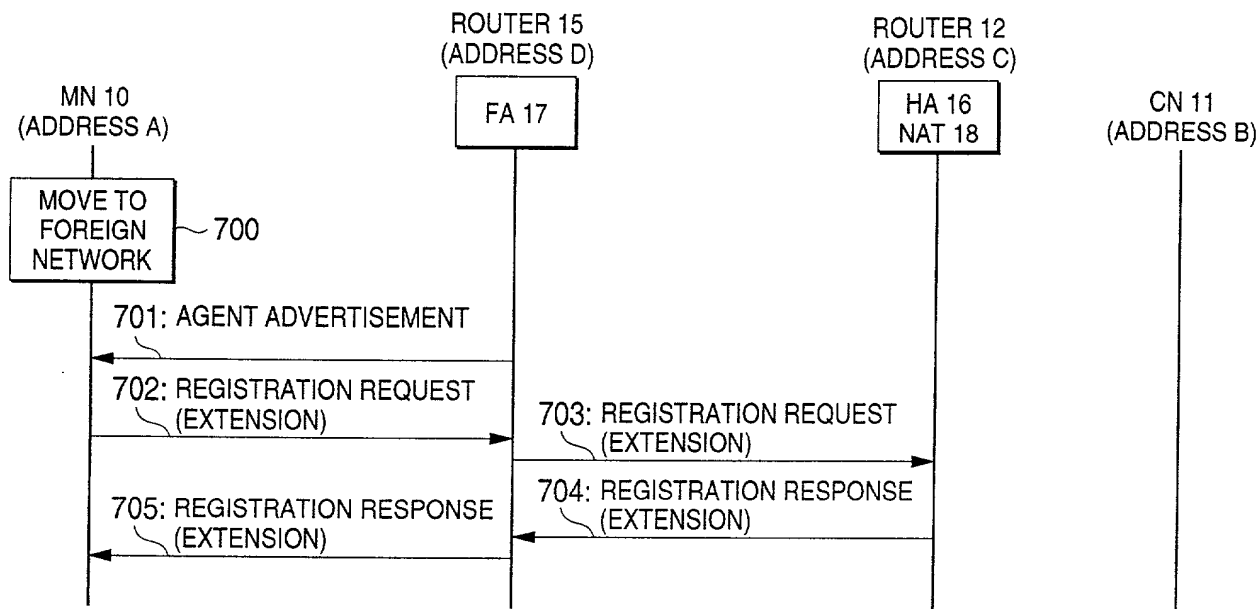 ROUTER 15
(ADDRESS D)
ROUTER 12
(ADDRESS C)
MN 10
(ADDRESS A)
FA 17
HA 16
NAT 18
CN 11
(ADDRESS B)
MOVE TO
FOREIGN
NETWORK
700
701: AGENT ADVERTISEMENT
702: REGISTRATION REQUEST
(EXTENSION)
703: REGISTRATION REQUEST
(EXTENSION)
704: REGISTRATION RESPONSE
(EXTENSION)
705: REGISTRATION RESPONSE
(EXTENSION)